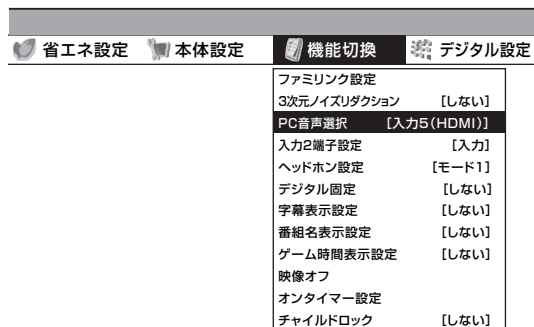 省エネ設定 本体設定 機能切換 デジタル設定
ファミリンク設定
3次元ノイズリダクション [しない]
PC音声選択 [入力5(HDMI)]
入力2端子設定 [入力]
ヘッドホン設定 [モード1]
デジタル固定 [しない]
字幕表示設定 [しない]
番組名表示設定 [しない]
ゲーム時間表示設定 [しない]
映像オフ
オンタイマー設定
チャイルドロック [しない]